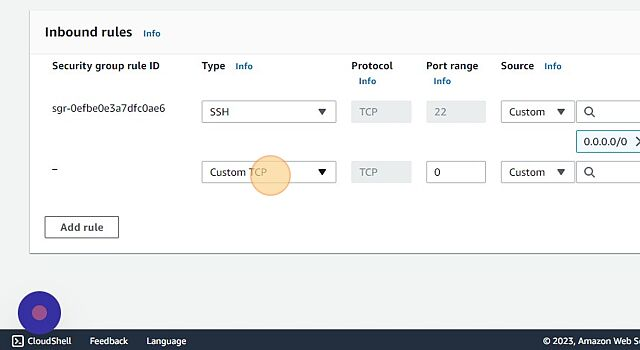 Inbound rules Info
Security group rule ID Type Info Protocol Info Port range Info Source Info
sgr-0efbe0e3a7dfc0ae6 SSH TCP 22 Custom
0.0.0.0/0
– Custom TCP TCP 0 Custom
Add rule
CloudShell Feedback Language © 2023, Amazon Web S